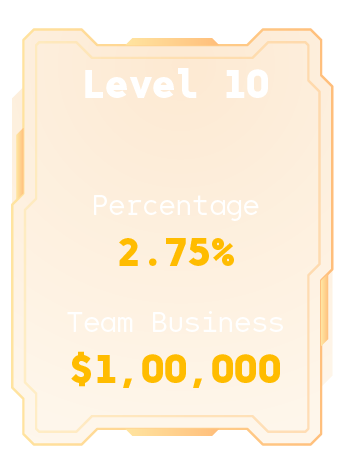 Level 10
Percentage
2.75%
Team Business
$1,00,000